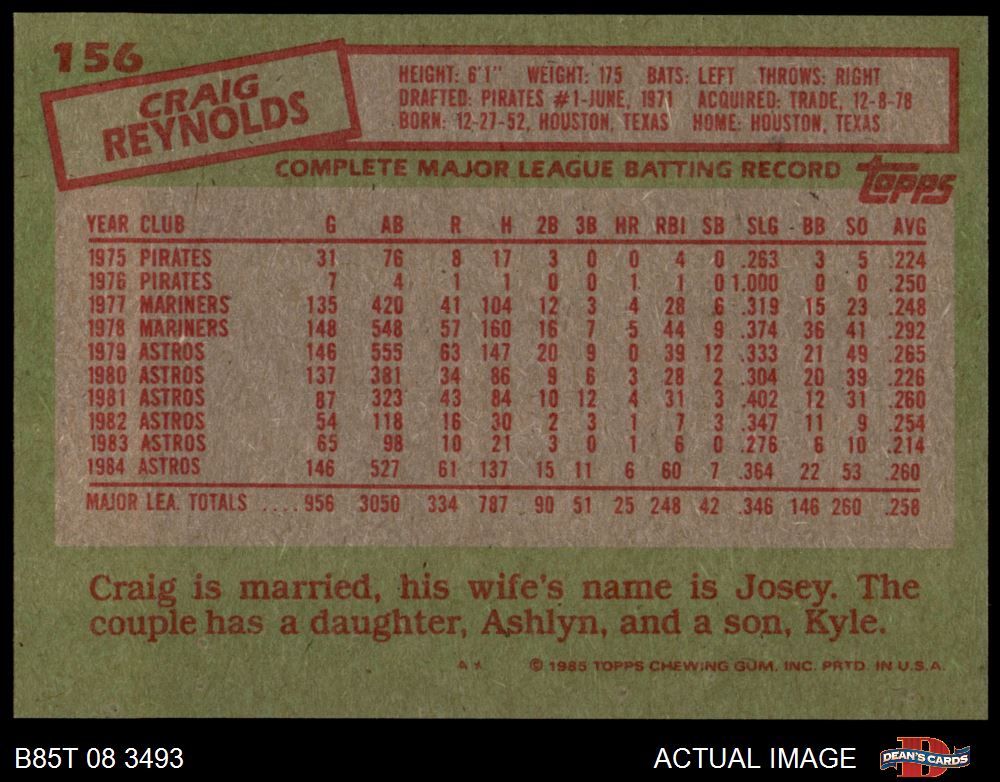 156
CRAIG
REYNOLDS
HEIGHT: 6'1" WEIGHT: 175 BATS: LEFT THROWS: RIGHT
DRAFTED: PIRATES #1-JUNE, 1971 ACQUIRED: TRADE, 12-8-78
BORN: 12-27-52, HOUSTON, TEXAS HOME: HOUSTON, TEXAS
COMPLETE MAJOR LEAGUE BATTING RECORD topps
YEAR CLUB G AB R H 2B 3B HR RBI SB SLG BB SO AVG
1975 PIRATES 31 76 8 17 3 0 0 4 0 .263 3 5 .224
1976 PIRATES 7 4 1 1 0 0 1 1 0 1.000 0 0 .250
1977 MARINERS 135 420 41 104 12 3 4 28 6 .319 15 23 .248
1978 MARINERS 148 548 57 160 16 7 5 44 9 .374 36 41 .292
1979 ASTROS 146 555 63 147 20 9 0 39 12 .333 21 49 .265
1980 ASTROS 137 381 34 86 9 6 3 28 2 .304 20 39 .226
1981 ASTROS 87 323 43 84 10 12 4 31 3 .402 12 31 .260
1982 ASTROS 54 118 16 30 2 3 1 7 3 .347 11 9 .254
1983 ASTROS 65 98 10 21 3 0 1 6 0 .276 6 10 .214
1984 ASTROS 146 527 61 137 15 11 6 60 7 .364 22 53 .260
MAJOR LEA. TOTALS .... 956 3050 334 787 90 51 25 248 42 .346 146 260 .258
Craig is married, his wife's name is Josey. The
couple has a daughter, Ashlyn, and a son, Kyle.
© 1985 TOPPS CHEWING GUM, INC. PRTD. IN U.S.A.
B85T 08 3493 ACTUAL IMAGE DEAN'S CARDS